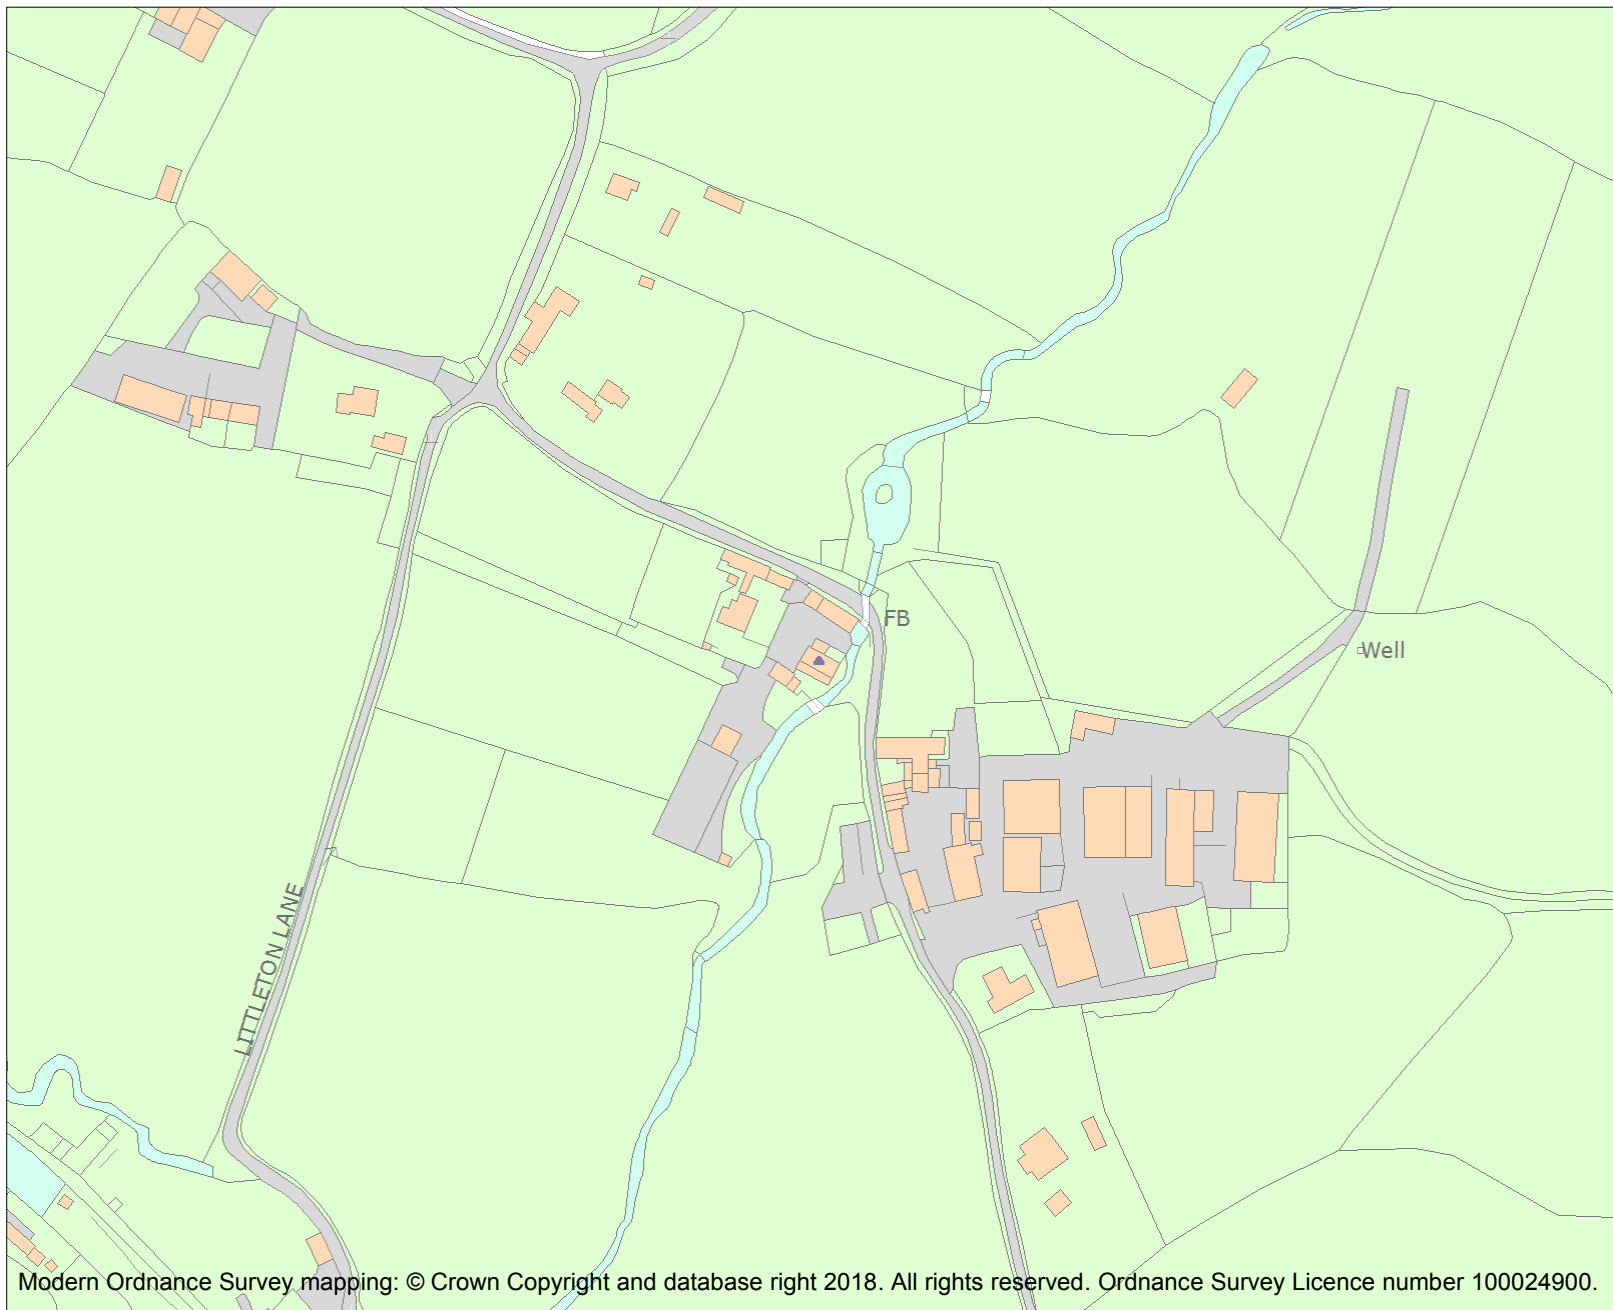 FB
Well
LITTLETON LANE
Modern Ordnance Survey mapping: © Crown Copyright and database right 2018. All rights reserved. Ordnance Survey Licence number 100024900.